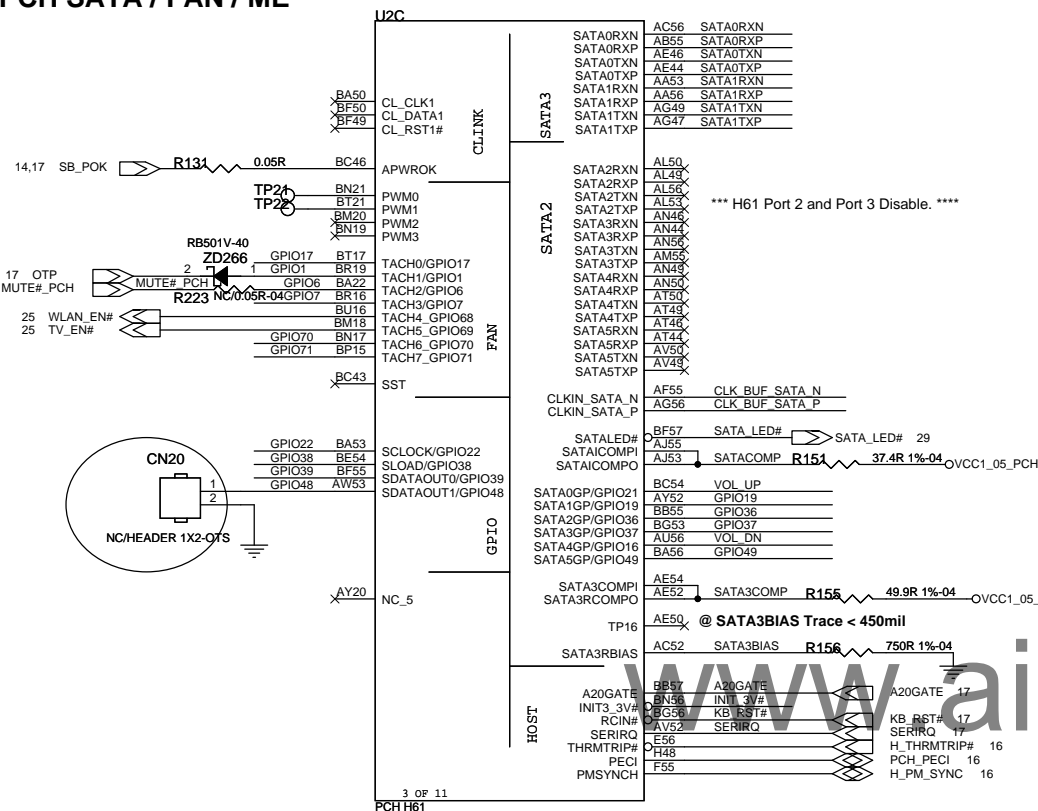 PCH SATA / FAN / ME
U2C
BA50 CL_CLK1
BF50 CL_DATA1
BF49 CL_RST1#
CLINK
14,17 SB_POK R131 0.05R BC46 APWROK
TP21 BN21 PWM0
TP22 BT21 PWM1
BM20 PWM2
BN19 PWM3
RB501V-40
ZD266
GPIO17 BT17 TACH0/GPIO17
17 OTP 2 1 GPIO1 BR19 TACH1/GPIO1
MUTE#_PCH MUTE#_PCH GPIO6 BA22 TACH2/GPIO6
R223 NC/0.05R-04 GPIO7 BR16 TACH3/GPIO7
25 WLAN_EN# BU16 TACH4_GPIO68
25 TV_EN# BM18 TACH5_GPIO69
GPIO70 BN17 TACH6_GPIO70
GPIO71 BP15 TACH7_GPIO71
FAN
BC43 SST
GPIO22 BA53 SCLOCK/GPIO22
GPIO38 BE54 SLOAD/GPIO38
GPIO39 BF55 SDATAOUT0/GPIO39
GPIO48 AW53 SDATAOUT1/GPIO48
CN20
1
2
NC/HEADER 1X2-OTS
GPIO
AY20 NC_5
HOST
3 OF 11
PCH H61
SATA3
SATA0RXN AC56 SATA0RXN
SATA0RXP AB55 SATA0RXP
SATA0TXN AE46 SATA0TXN
SATA0TXP AE44 SATA0TXP
SATA1RXN AA53 SATA1RXN
SATA1RXP AA56 SATA1RXP
SATA1TXN AG49 SATA1TXN
SATA1TXP AG47 SATA1TXP
SATA2
SATA2RXN AL50
SATA2RXP AL49
SATA2TXN AL56
SATA2TXP AL53
SATA3RXN AN46
SATA3RXP AN44
SATA3TXN AN56
SATA3TXP AM55
SATA4RXN AN49
SATA4RXP AN50
SATA4TXN AT50
SATA4TXP AT49
SATA5RXN AT46
SATA5RXP AT44
SATA5TXN AV50
SATA5TXP AV49
*** H61 Port 2 and Port 3 Disable. ****
CLKIN_SATA_N AF55 CLK_BUF_SATA_N
CLKIN_SATA_P AG56 CLK_BUF_SATA_P
SATALED# BF57 SATA_LED# SATA_LED# 29
SATAICOMPI AJ55
SATAICOMPO AJ53 SATACOMP R151 37.4R 1%-04 VCC1_05_PCH
SATA0GP/GPIO21 BC54 VOL_UP
SATA1GP/GPIO19 AY52 GPIO19
SATA2GP/GPIO36 BB55 GPIO36
SATA3GP/GPIO37 BG53 GPIO37
SATA4GP/GPIO16 AU56 VOL_DN
SATA5GP/GPIO49 BA56 GPIO49
SATA3COMPI AE54
SATA3RCOMPO AE52 SATA3COMP R155 49.9R 1%-04 VCC1_05_
TP16 AE50 @ SATA3BIAS Trace < 450mil
SATA3RBIAS AC52 SATA3BIAS R156 750R 1%-04
A20GATE BB57 A20GATE A20GATE 17
INIT3_3V# BN56 INIT_3V#
RCIN# BG56 KB_RST# KB_RST# 17
SERIRQ AV52 SERIRQ SERIRQ 17
THRMTRIP# E56 H_THRMTRIP# 16
PECI H48 PCH_PECI 16
PMSYNCH F55 H_PM_SYNC 16
www.ai